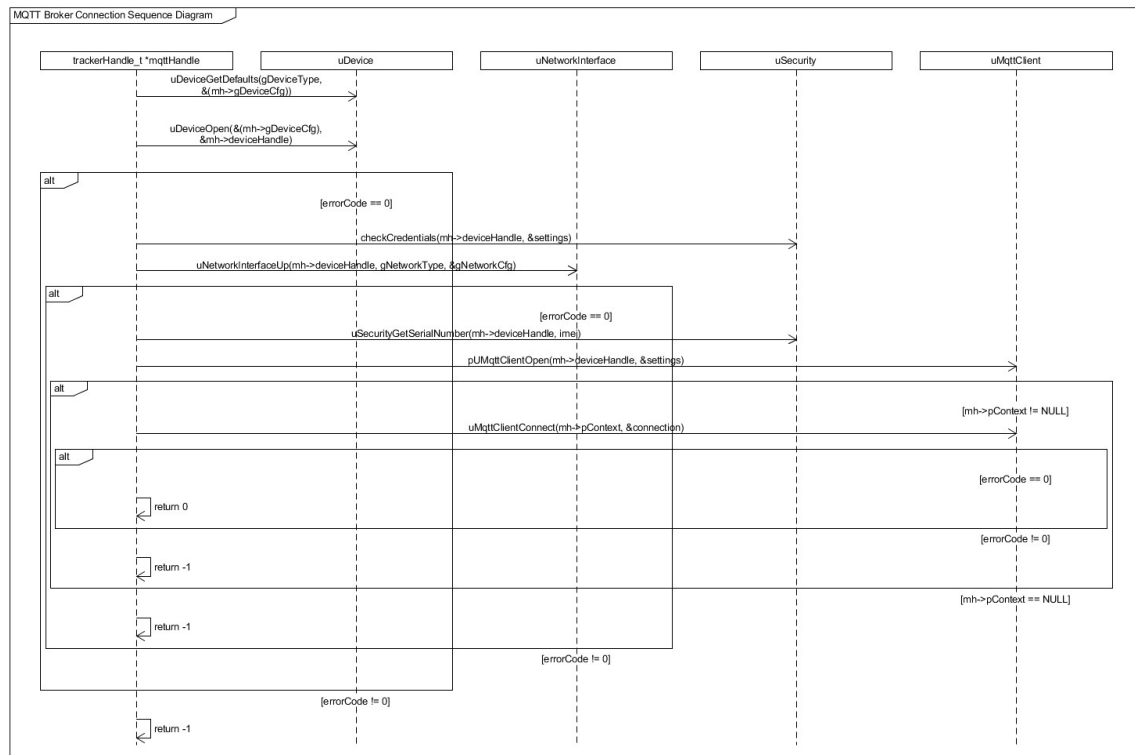 MQTT Broker Connection Sequence Diagram
trackerHandle_t *mqttHandle
uDevice
uNetworkInterface
uSecurity
uMqttClient
uDeviceGetDefaults(gDeviceType,
&(mh->gDeviceCfg))
uDeviceOpen(&(mh->gDeviceCfg),
&mh->deviceHandle)
alt
[errorCode == 0]
checkCredentials(mh->deviceHandle, &settings)
uNetworkInterfaceUp(mh->deviceHandle, gNetworkType, &gNetworkCfg)
alt
[errorCode == 0]
uSecurityGetSerialNumber(mh->deviceHandle, imei)
pUMqttClientOpen(mh->deviceHandle, &settings)
alt
[mh->pContext != NULL]
uMqttClientConnect(mh->pContext, &connection)
alt
[errorCode == 0]
return 0
[errorCode != 0]
return -1
[mh->pContext == NULL]
return -1
[errorCode != 0]
[errorCode != 0]
return -1